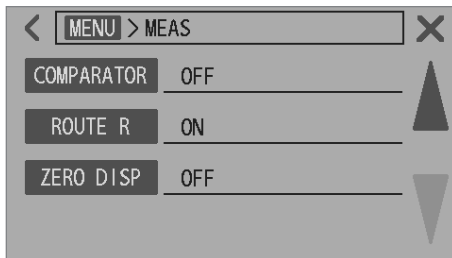 MENU > MEAS
COMPARATOR OFF
ROUTE R ON
ZERO DISP OFF